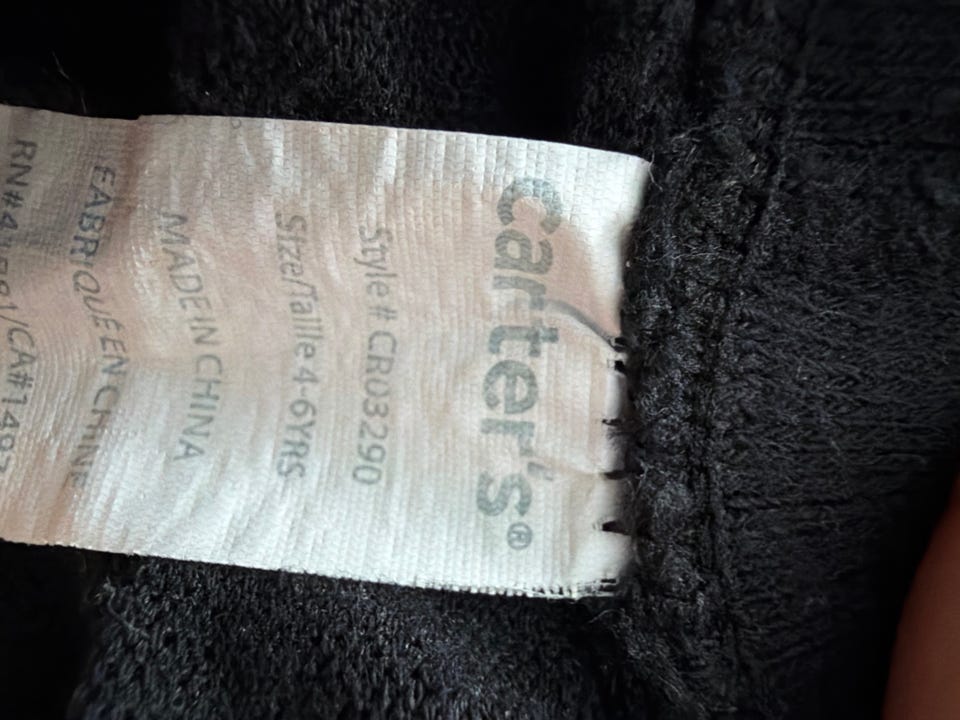 carter's®
Style# CR03290
Size/Taille 4-6YRS
MADE IN CHINA
FABRIQUÉ EN CHINE